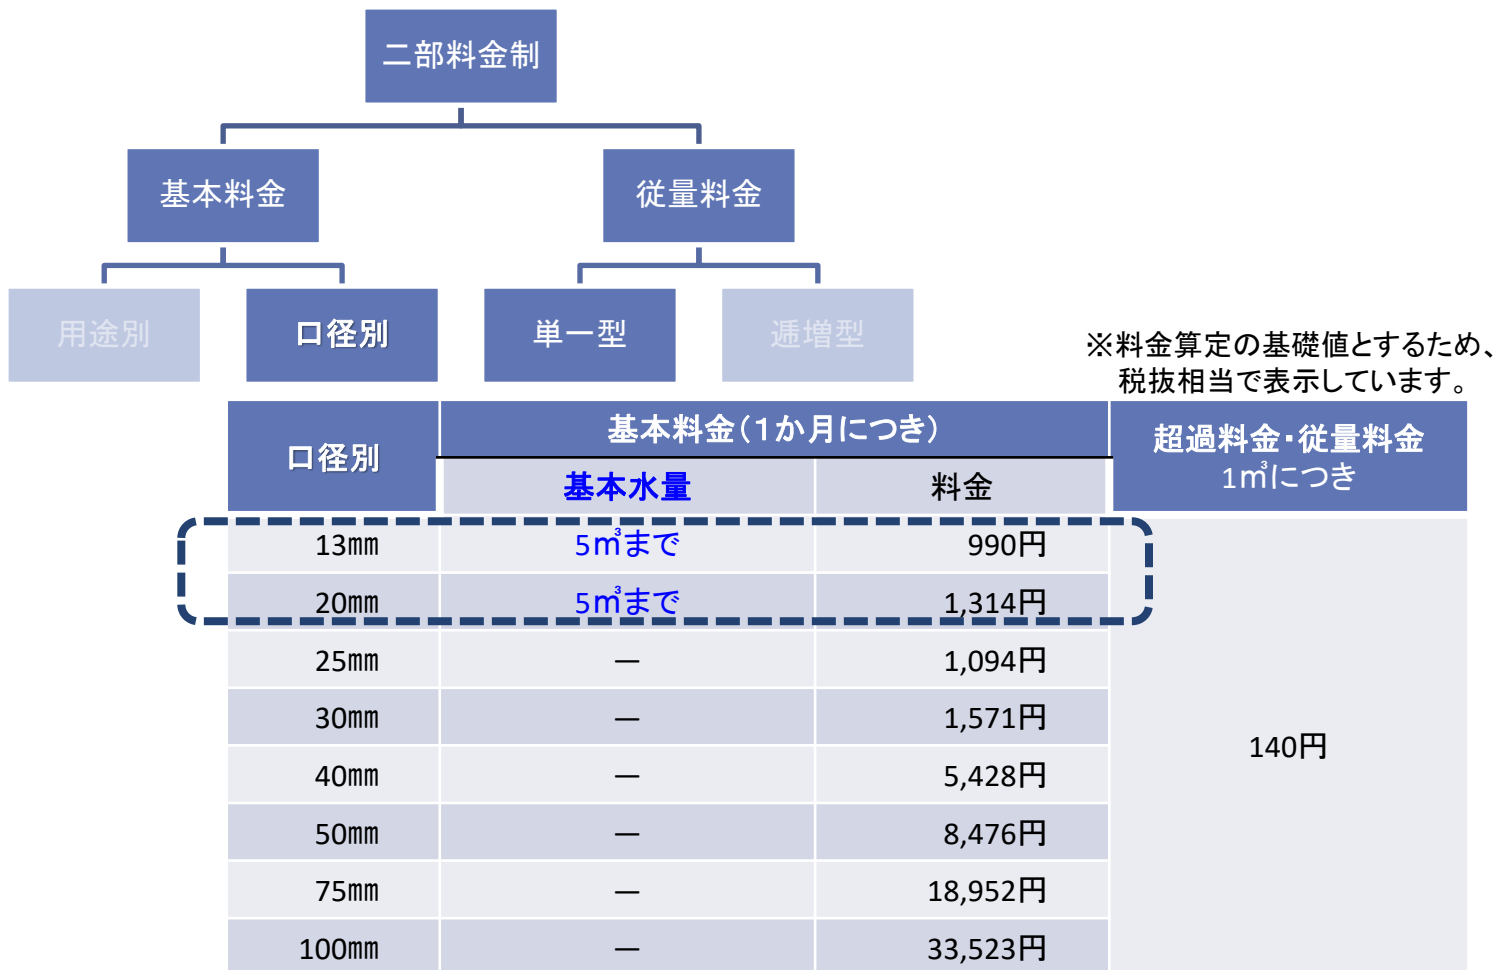 二部料金制
基本料金
従量料金
用途別
口径別
単一型
逓増型
※料金算定の基礎値とするため、
税抜相当で表示しています。
口径別
基本料金(1か月につき)
超過料金・従量料金
1㎥につき
基本水量
料金
13㎜ 5㎥まで 990円
20㎜ 5㎥まで 1,314円
25㎜ ― 1,094円
30㎜ ― 1,571円
140円
40㎜ ― 5,428円
50㎜ ― 8,476円
75㎜ ― 18,952円
100㎜ ― 33,523円